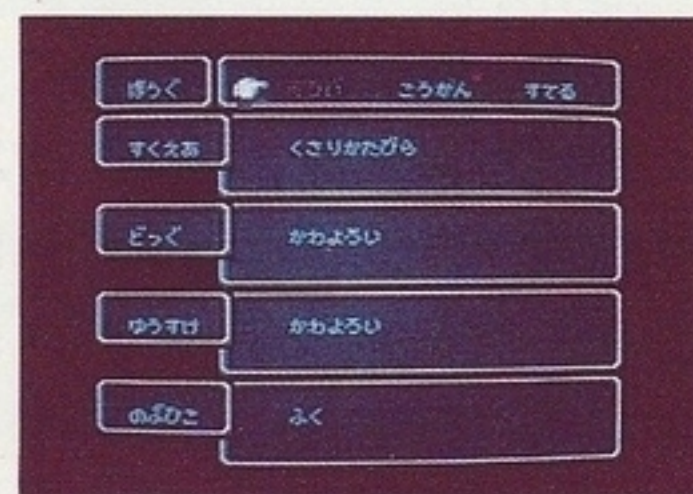 ぼうぐ こうかん すてる
すくえあ くさりかたびら
どっぐ かわよろい
ゆうすけ かわよろい
のぶひこ ふく